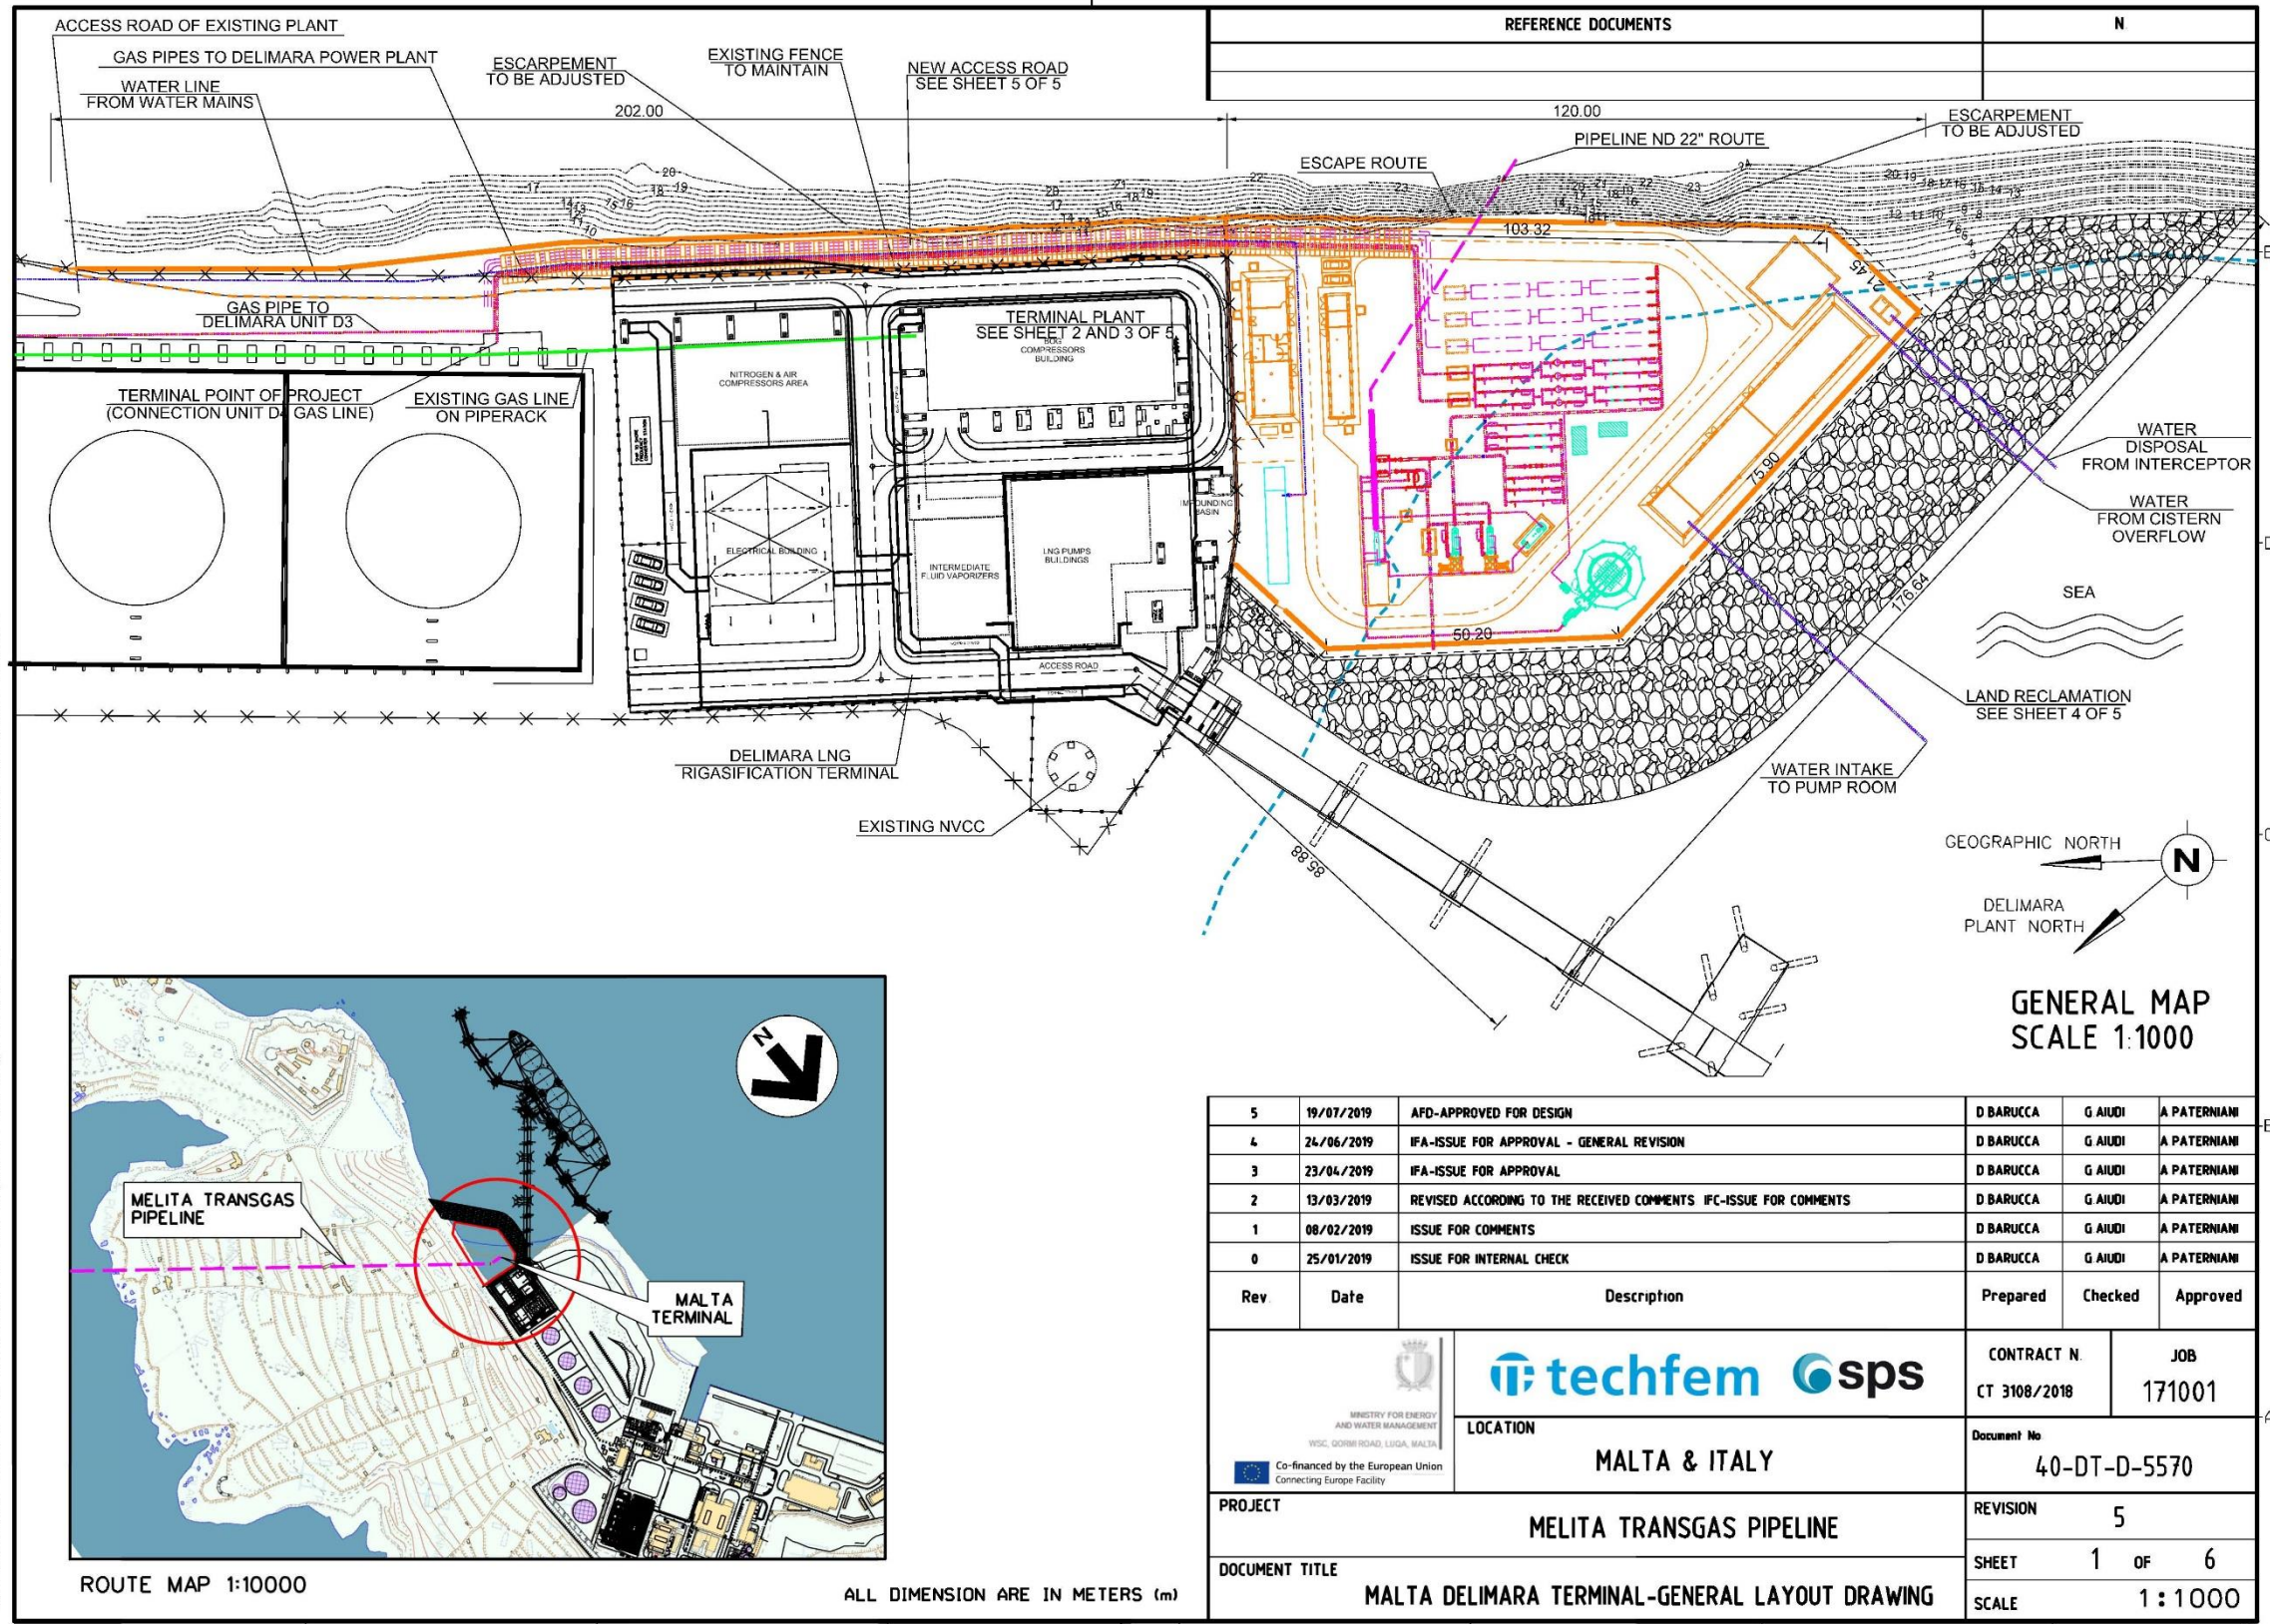 ACCESS ROAD OF EXISTING PLANT
GAS PIPES TO DELIMARA POWER PLANT
WATER LINE
FROM WATER MAINS
ESCARPEMENT
TO BE ADJUSTED
EXISTING FENCE
TO MAINTAIN
NEW ACCESS ROAD
SEE SHEET 5 OF 5
REFERENCE DOCUMENTS
N
202.00
120.00
ESCARPEMENT
TO BE ADJUSTED
PIPELINE ND 22" ROUTE
ESCAPE ROUTE
103.32
21.45
GAS PIPE TO
DELIMARA UNIT D3
TERMINAL PLANT
SEE SHEET 2 AND 3 OF 5
BOG
COMPRESSORS
BUILDING
NITROGEN & AIR
COMPRESSORS AREA
TERMINAL POINT OF PROJECT
(CONNECTION UNIT D4 GAS LINE)
EXISTING GAS LINE
ON PIPERACK
WATER
DISPOSAL
FROM INTERCEPTOR
75.90
WATER
FROM CISTERN
OVERFLOW
IMPOUNDING
BASIN
ELECTRICAL BUILDING
LNG PUMPS
BUILDINGS
INTERMEDIATE
FLUID VAPORIZERS
176.64
SEA
50.20
ACCESS ROAD
LAND RECLAMATION
SEE SHEET 4 OF 5
DELIMARA LNG
RIGASIFICATION TERMINAL
WATER INTAKE
TO PUMP ROOM
EXISTING NVCC
85.88
GEOGRAPHIC NORTH
N
DELIMARA
PLANT NORTH
GENERAL MAP
SCALE 1:1000
N
MELITA TRANSGAS
PIPELINE
MALTA
TERMINAL
ROUTE MAP 1:10000
ALL DIMENSION ARE IN METERS (m)
5 19/07/2019 AFD-APPROVED FOR DESIGN D BARUCCA G AIUDI A PATERNIANI
4 24/06/2019 IFA-ISSUE FOR APPROVAL - GENERAL REVISION D BARUCCA G AIUDI A PATERNIANI
3 23/04/2019 IFA-ISSUE FOR APPROVAL D BARUCCA G AIUDI A PATERNIANI
2 13/03/2019 REVISED ACCORDING TO THE RECEIVED COMMENTS IFC-ISSUE FOR COMMENTS D BARUCCA G AIUDI A PATERNIANI
1 08/02/2019 ISSUE FOR COMMENTS D BARUCCA G AIUDI A PATERNIANI
0 25/01/2019 ISSUE FOR INTERNAL CHECK D BARUCCA G AIUDI A PATERNIANI
Rev Date Description Prepared Checked Approved
MINISTRY FOR ENERGY
AND WATER MANAGEMENT
WSC, QORMI ROAD, LUQA, MALTA
Co-financed by the European Union
Connecting Europe Facility
techfem sps
CONTRACT N.
CT 3108/2018
JOB
171001
LOCATION
MALTA & ITALY
Document No
40-DT-D-5570
PROJECT
MELITA TRANSGAS PIPELINE
REVISION 5
SHEET 1 OF 6
DOCUMENT TITLE
MALTA DELIMARA TERMINAL-GENERAL LAYOUT DRAWING
SCALE 1:1000